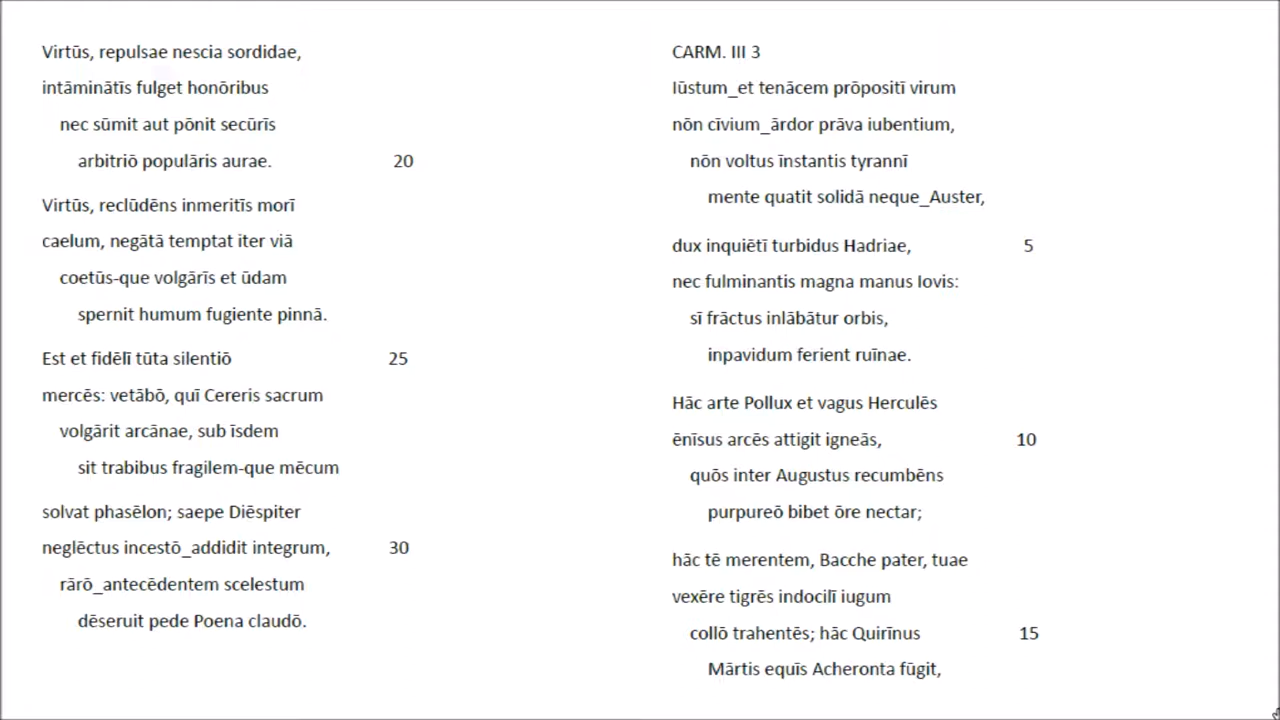 Virtūs, repulsae nescia sordidae,
intāminātīs fulget honōribus
nec sūmit aut pōnit secūrīs
arbitriō populāris aurae. 20
Virtūs, reclūdēns inmeritīs morī
caelum, negātā temptat iter viā
coetūs-que volgārīs et ūdam
spernit humum fugiente pinnā.
Est et fidēlī tūta silentiō 25
mercēs: vetābō, quī Cereris sacrum
volgārit arcānae, sub īsdem
sit trabibus fragilem-que mēcum
solvat phasēlon; saepe Diēspiter
neglēctus incestō_addidit integrum, 30
rārō_antecēdentem scelestum
dēseruit pede Poena claudō.
CARM. III 3
Iūstum_et tenācem prōpositī virum
nōn cīvium_ārdor prāva iubentium,
nōn voltus īnstantis tyrannī
mente quatit solidā neque_Auster,
dux inquiētī turbidus Hadriae, 5
nec fulminantis magna manus Iovis:
sī frāctus inlābātur orbis,
inpavidum ferient ruīnae.
Hāc arte Pollux et vagus Herculēs
ēnīsus arcēs attigit igneās, 10
quōs inter Augustus recumbēns
purpureō bibet ōre nectar;
hāc tē merentem, Bacche pater, tuae
vexēre tigrēs indocilī iugum
collō trahentēs; hāc Quirīnus 15
Mārtis equīs Acheronta fūgit,